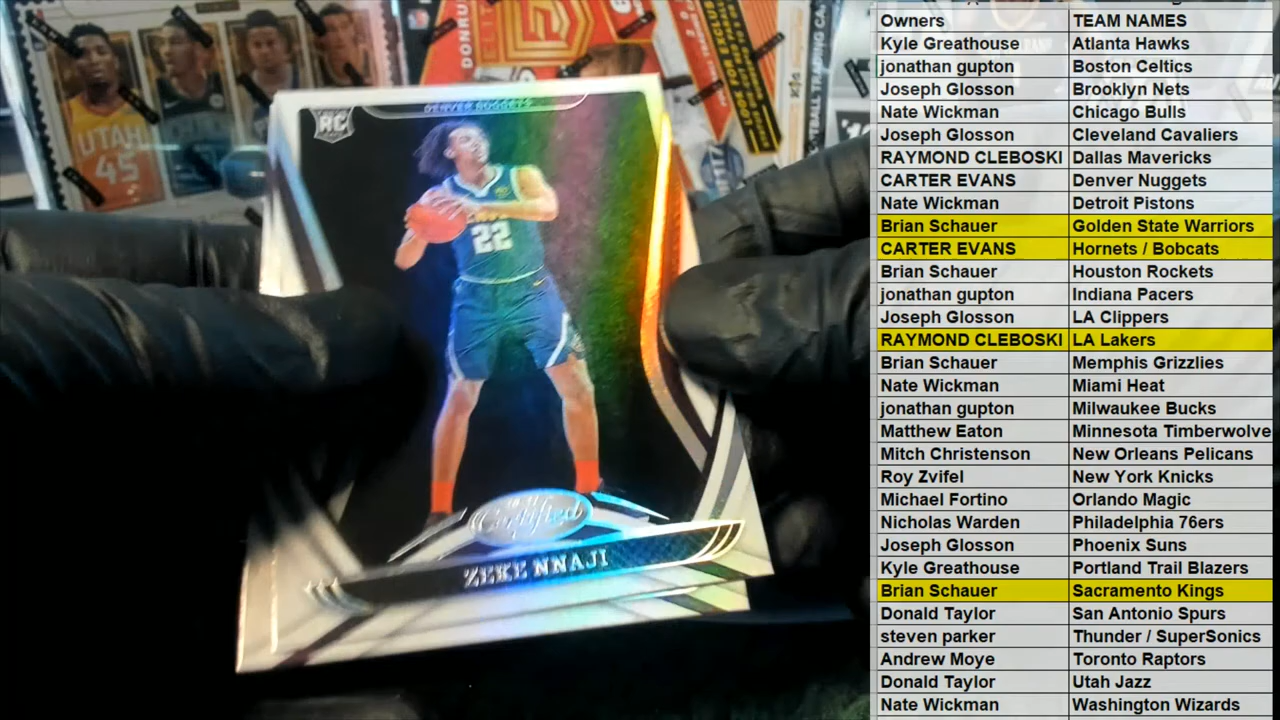 DONRUSS
ELITE
UTAH
45
RC
DENVER NUGGETS
22
Certified
ZEKE NNAJI
Owners TEAM NAMES
Kyle Greathouse Atlanta Hawks
jonathan gupton Boston Celtics
Joseph Glosson Brooklyn Nets
Nate Wickman Chicago Bulls
Joseph Glosson Cleveland Cavaliers
RAYMOND CLEBOSKI Dallas Mavericks
CARTER EVANS Denver Nuggets
Nate Wickman Detroit Pistons
Brian Schauer Golden State Warriors
CARTER EVANS Hornets / Bobcats
Brian Schauer Houston Rockets
jonathan gupton Indiana Pacers
Joseph Glosson LA Clippers
RAYMOND CLEBOSKI LA Lakers
Brian Schauer Memphis Grizzlies
Nate Wickman Miami Heat
jonathan gupton Milwaukee Bucks
Matthew Eaton Minnesota Timberwolve
Mitch Christenson New Orleans Pelicans
Roy Zvifel New York Knicks
Michael Fortino Orlando Magic
Nicholas Warden Philadelphia 76ers
Joseph Glosson Phoenix Suns
Kyle Greathouse Portland Trail Blazers
Brian Schauer Sacramento Kings
Donald Taylor San Antonio Spurs
steven parker Thunder / SuperSonics
Andrew Moye Toronto Raptors
Donald Taylor Utah Jazz
Nate Wickman Washington Wizards